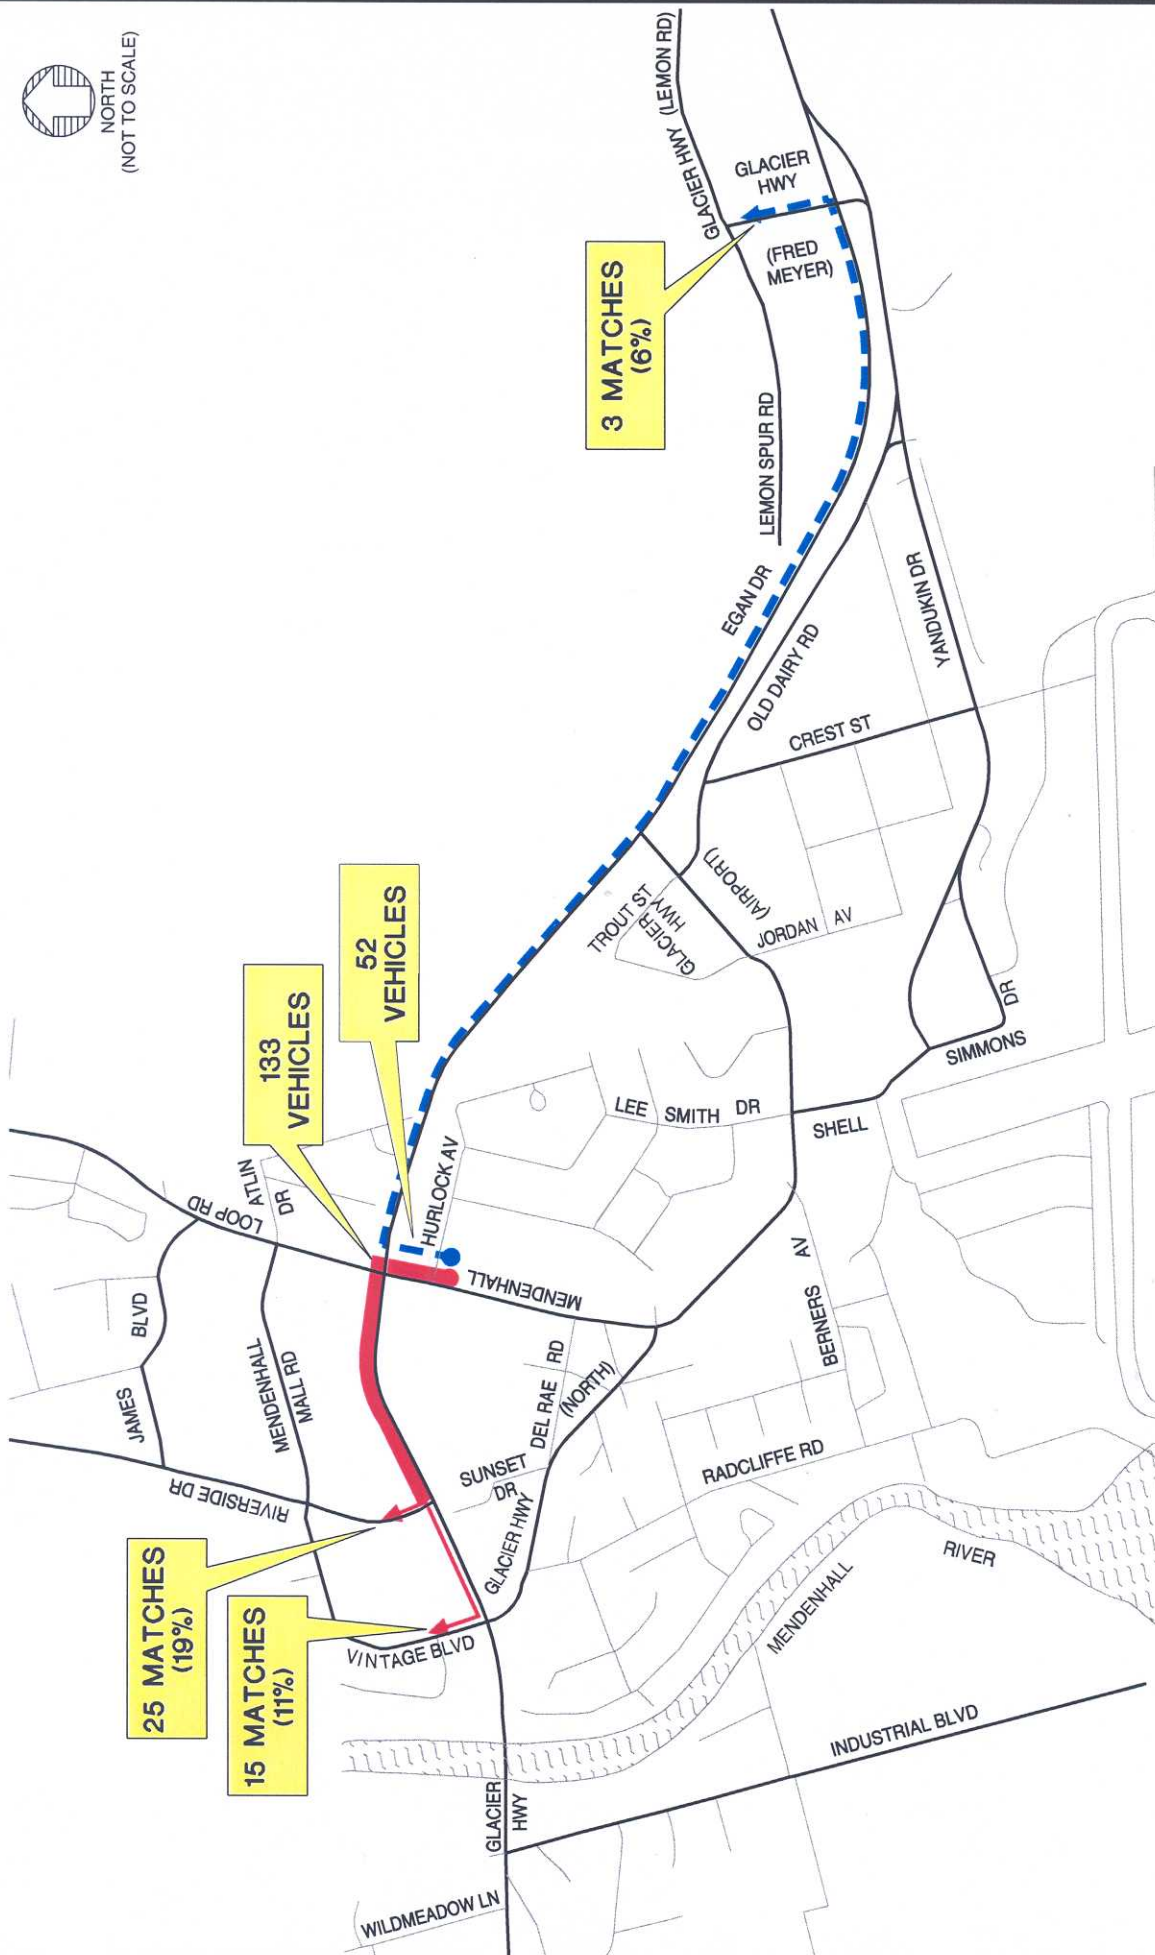 NORTH
(NOT TO SCALE)
GLACIER HWY (LEMON RD)
GLACIER
HWY
(FRED
MEYER)
3 MATCHES
(6%)
LEMON SPUR RD
EGAN DR
OLD DAIRY RD
YANDUKIN DR
CREST ST
TROUT ST
GLACIER
HWY
(AIRPORT)
JORDAN AV
52
VEHICLES
133
VEHICLES
SIMMONS
DR
SHELL
LEE SMITH DR
HURLOCK AV
ATLIN
DR
LOOP RD
MENDENHALL
BERNERS AV
JAMES BLVD
MENDENHALL
MALL RD
RIVERSIDE DR
DEL RAE RD
(NORTH)
SUNSET
DR
GLACIER HWY
RADCLIFFE RD
MENDENHALL
RIVER
25 MATCHES
(19%)
15 MATCHES
(11%)
VINTAGE BLVD
INDUSTRIAL BLVD
GLACIER
HWY
WILDMEADOW LN